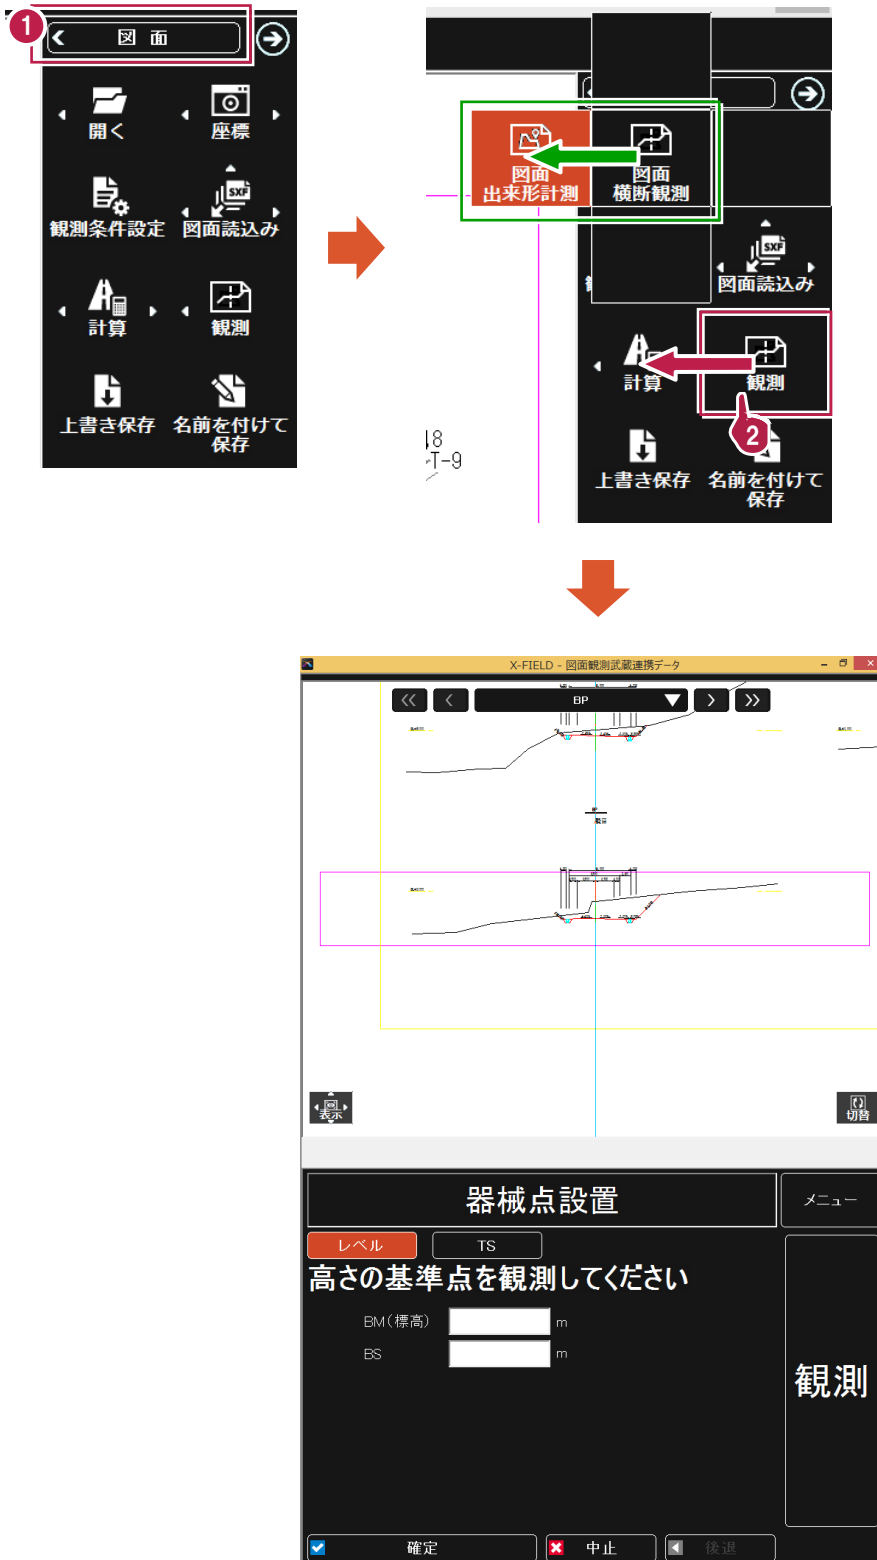 1
図 面
開く
座標
観測条件設定
図面読込み
計算
観測
上書き保存
名前を付けて
保存
図面
出来形計測
図面
横断観測
SXF
図面読込み
計算
観測
2
上書き保存
名前を付けて
保存
T-9
X-FIELD - 図面観測武蔵連携データ
BP
表示
切替
器械点設置
メニュー
レベル
TS
高さの基準点を観測してください
BM(標高)
m
BS
m
観測
確定
中止
後退